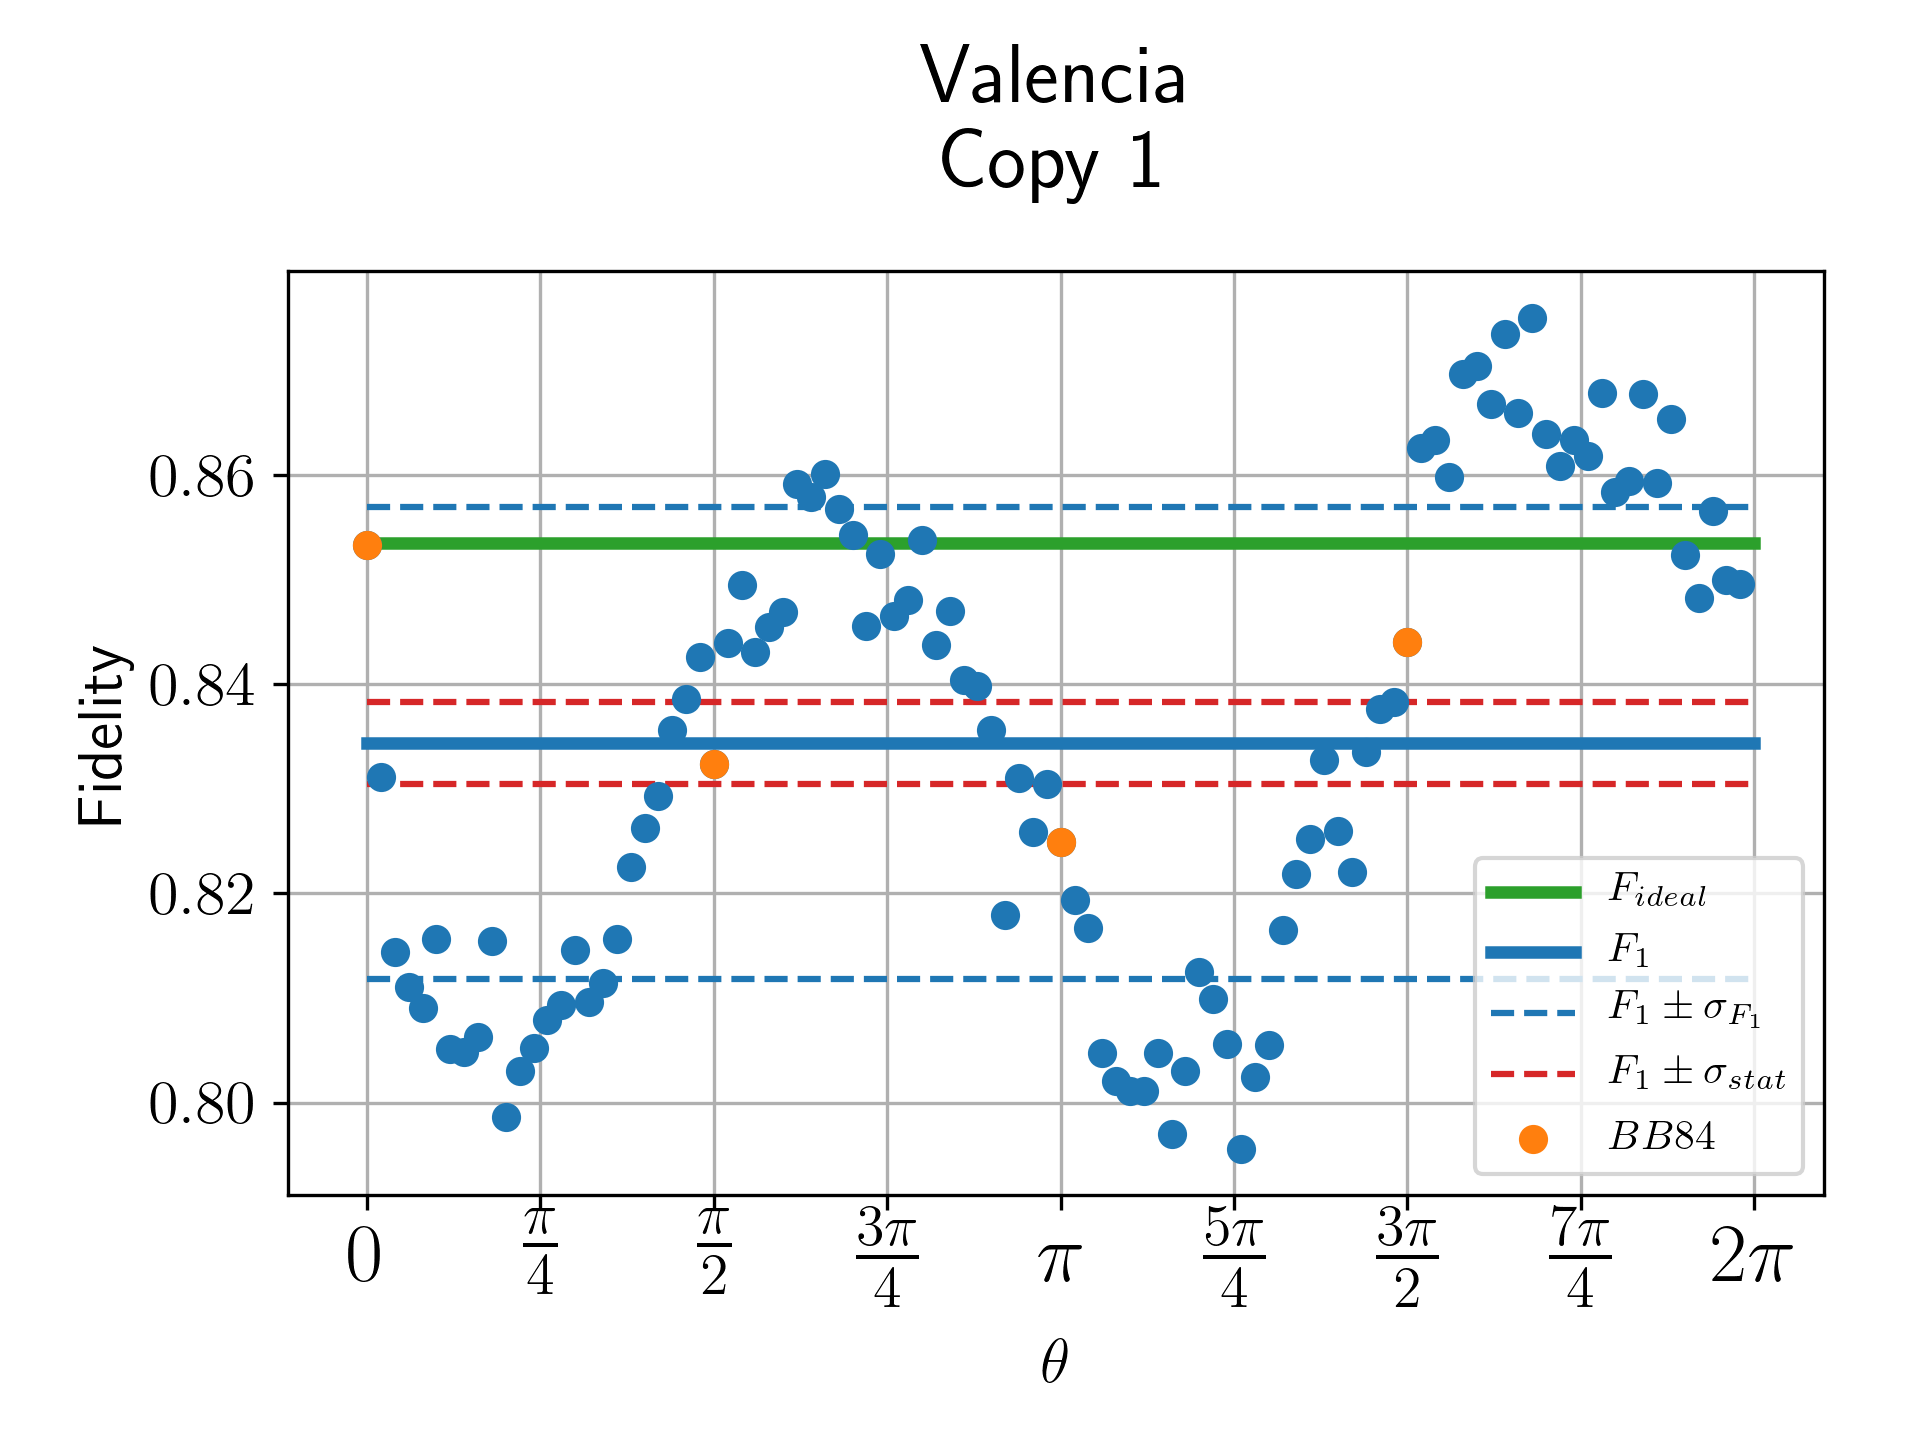 Valencia
Copy 1
Fidelity
0.86
0.84
0.82
0.80
0
π/4
π/2
3π/4
π
5π/4
3π/2
7π/4
2π
θ
F_ideal
F_1
F_1 ± σ_F_1
F_1 ± σ_stat
BB84